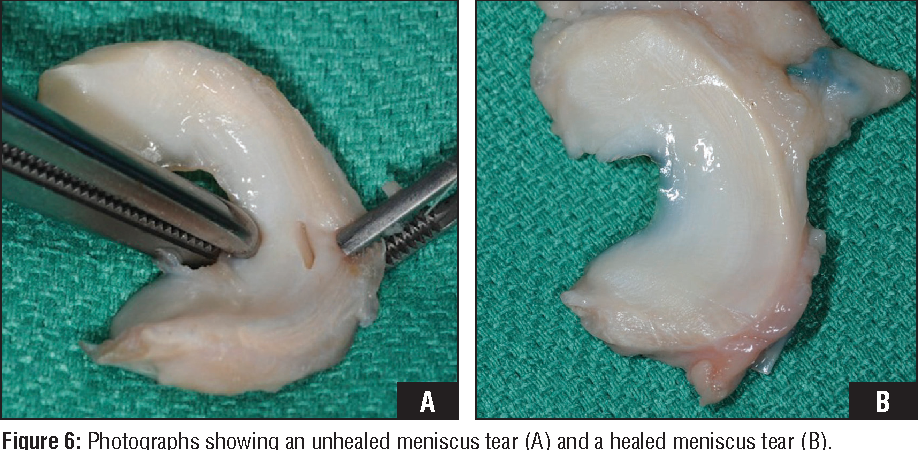 A
B
Figure 6: Photographs showing an unhealed meniscus tear (A) and a healed meniscus tear (B).